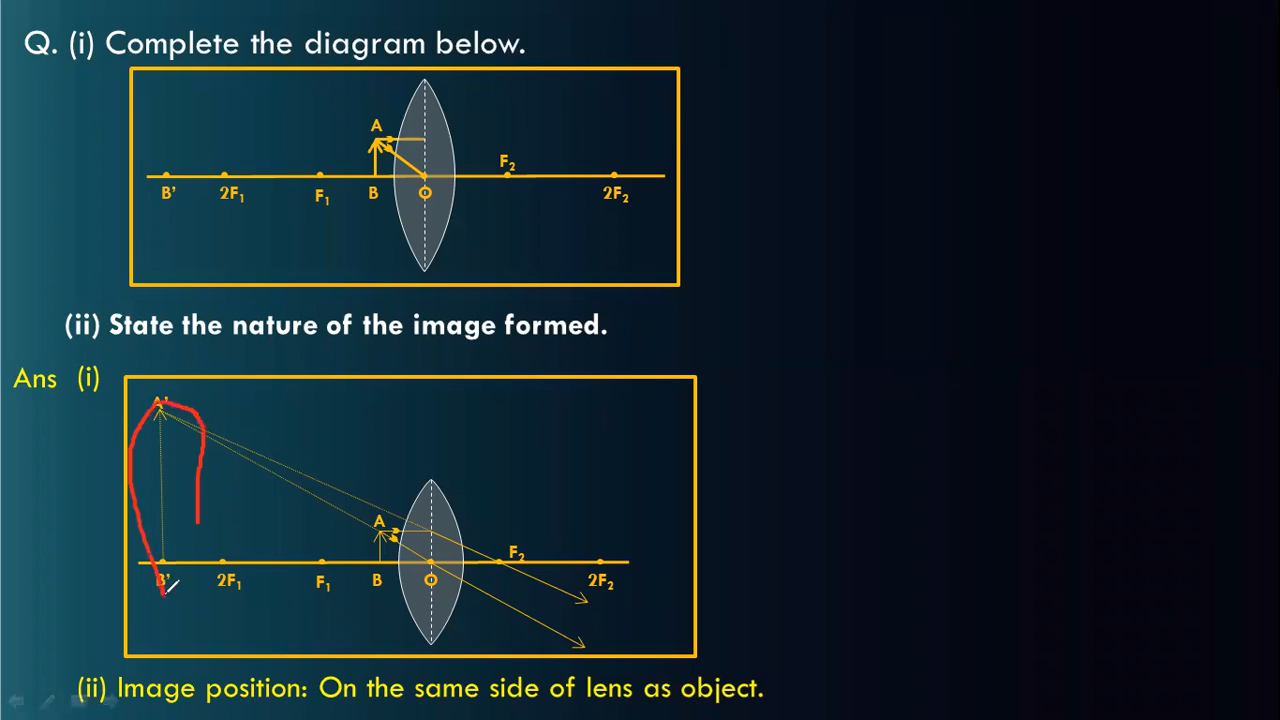 Q. (i) Complete the diagram below.
A
F₂
B' 2F₁ F₁ B O 2F₂
(ii) State the nature of the image formed.
Ans (i)
A'
A
F₂
B' 2F₁ F₁ B O 2F₂
(ii) Image position: On the same side of lens as object.